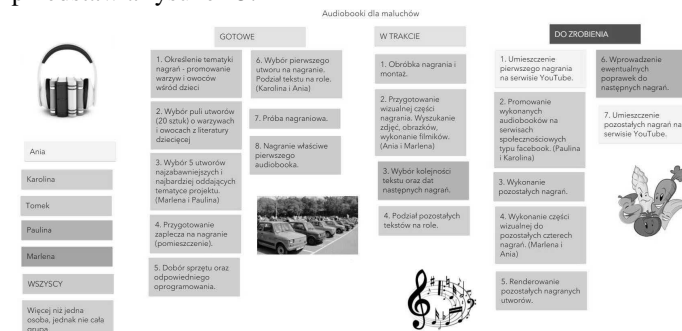 Audiobooki dla maluchów
Ania
Karolina
Tomek
Paulina
Marlena
WSZYSCY
Więcej niż jedna
osoba, jednak nie cała
grupa
GOTOWE
1. Określenie tematyki
nagrań - promowanie
warzyw i owoców
wśród dzieci
2. Wybór puli utworów
(20 sztuk) o warzywach
i owocach z literatury
dziecięcej
3. Wybór 5 utworów
najzabawniejszych i
najbardziej oddających
tematyce projektu.
(Marlena i Paulina)
4. Przygotowanie
zaplecza na nagranie
(pomieszczenie).
5. Dobór sprzętu oraz
odpowiedniego
oprogramowania.
6. Wybór pierwszego
utworu na nagranie.
Podział tekstu na role.
(Karolina i Ania)
7. Próba nagraniowa.
8. Nagranie właściwe
pierwszego
audiobooka.
W TRAKCIE
1. Obróbka nagrania i
montaż.
2. Przygotowanie
wizualnej części
nagrania. Wyszukanie
zdjęć, obrazków,
wykonanie filmików.
(Ania i Marlena)
3. Wybór kolejności
tekstu oraz dat
następnych nagrań.
4. Podział pozostałych
tekstów na role.
DO ZROBIENIA
1. Umieszczenie
pierwszego nagrania
na serwisie YouTube.
2. Promowanie
wykonanych
audiobooków na
serwisach
społecznościowych
typu facebook. (Paulina
i Karolina)
3. Wykonanie
pozostałych nagrań.
4. Wykonanie części
wizualnej do
pozostałych czterech
nagrań. (Marlena i
Ania)
5. Renderowanie
pozostałych nagranych
utworów.
6. Wprowadzenie
ewentualnych
poprawek do
następnych nagrań.
7. Umieszczenie
pozostałych nagrań na
serwisie YouTube.